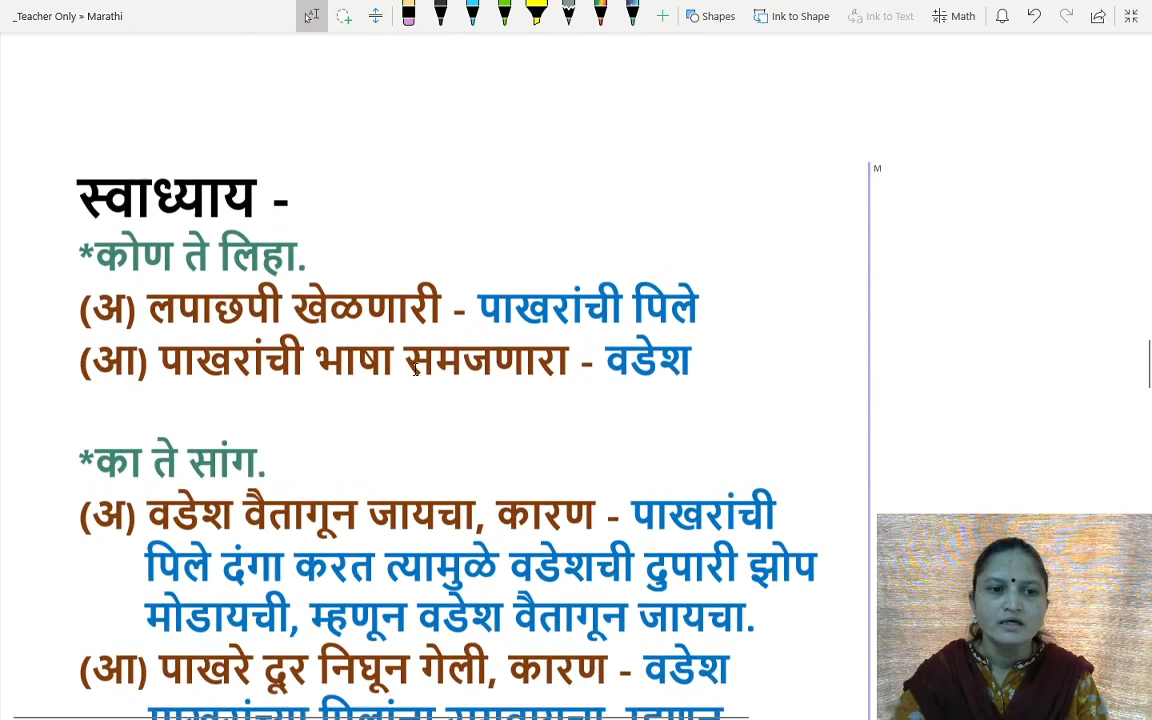 _Teacher Only » Marathi
Shapes
Ink to Shape
Ink to Text
Math
स्वाध्याय -
M
*कोण ते लिहा.
(अ) लपाछपी खेळणारी - पाखरांची पिले
(आ) पाखरांची भाषा समजणारा - वडेश
*का ते सांग.
(अ) वडेश वैतागून जायचा, कारण - पाखरांची
पिले दंगा करत त्यामुळे वडेशची दुपारी झोप
मोडायची, म्हणून वडेश वैतागून जायचा.
(आ) पाखरे दूर निघून गेली, कारण - वडेश